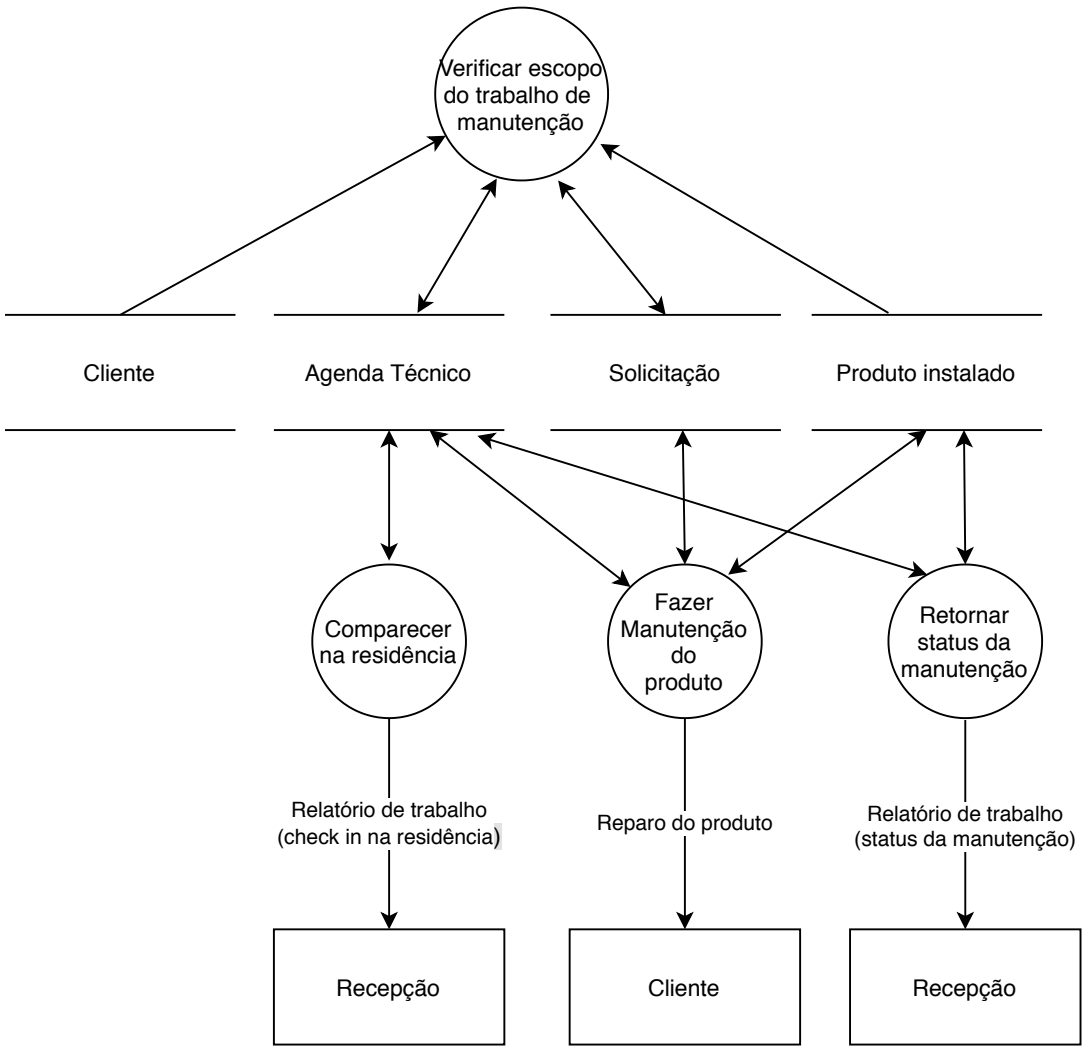 Verificar escopo
do trabalho de
manutenção
Cliente
Agenda Técnico
Solicitação
Produto instalado
Comparecer
na residência
Fazer
Manutenção
do
produto
Retornar
status da
manutenção
Relatório de trabalho
(check in na residência)
Reparo do produto
Relatório de trabalho
(status da manutenção)
Recepção
Cliente
Recepção